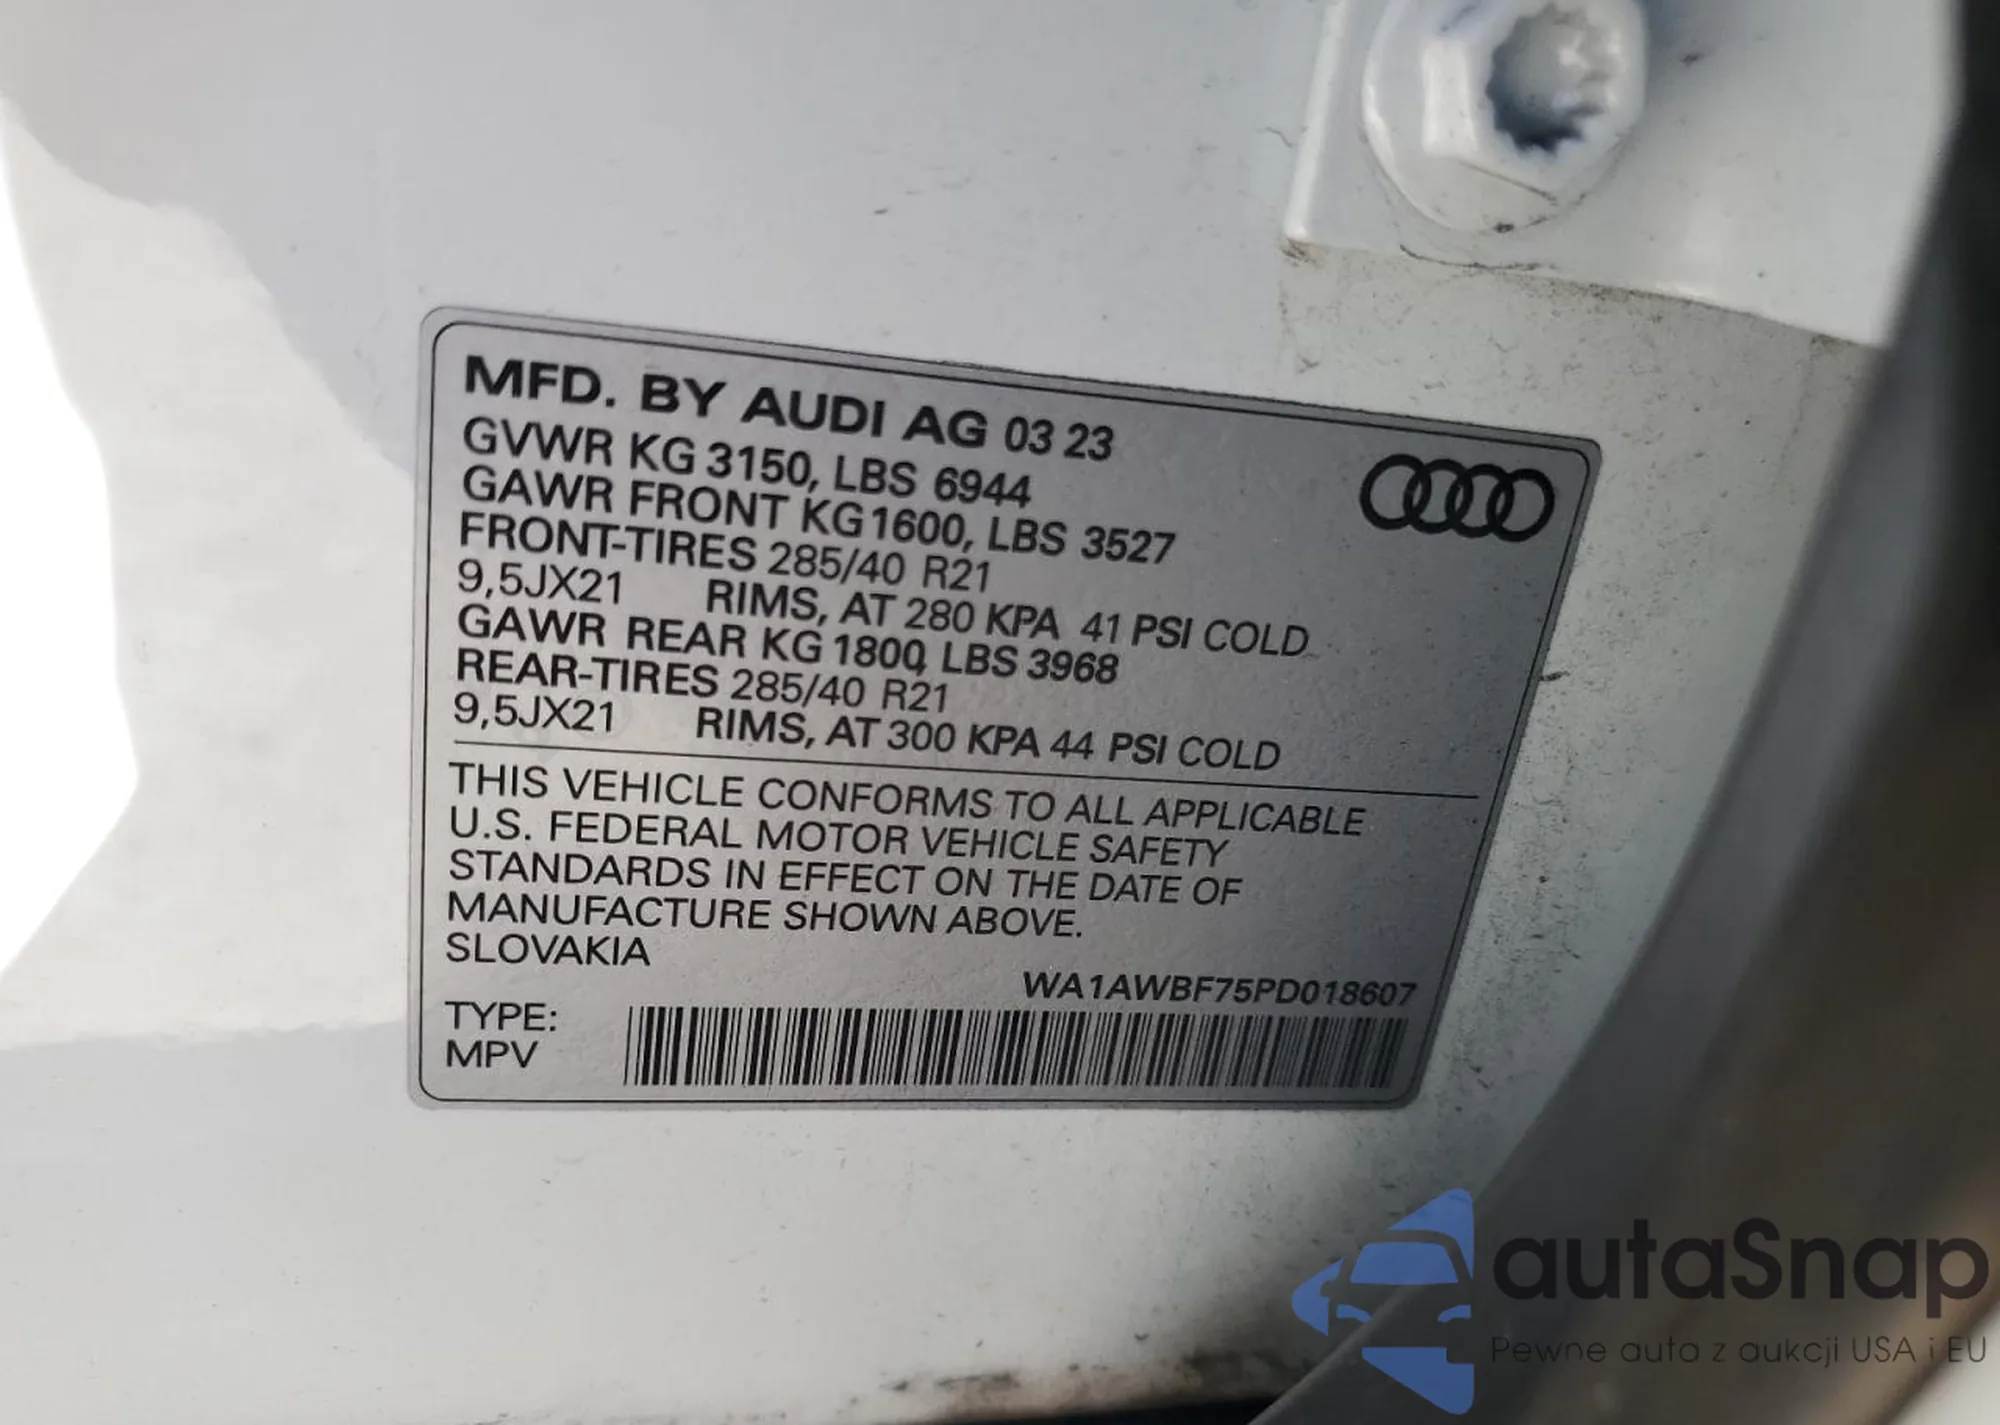 MFD. BY AUDI AG 03 23
GVWR KG 3150, LBS 6944
GAWR FRONT KG 1600, LBS 3527
FRONT-TIRES 285/40 R21
9,5JX21 RIMS, AT 280 KPA 41 PSI COLD
GAWR REAR KG 1800, LBS 3968
REAR-TIRES 285/40 R21
9,5JX21 RIMS, AT 300 KPA 44 PSI COLD
THIS VEHICLE CONFORMS TO ALL APPLICABLE
U.S. FEDERAL MOTOR VEHICLE SAFETY
STANDARDS IN EFFECT ON THE DATE OF
MANUFACTURE SHOWN ABOVE.
SLOVAKIA
WA1AWBF75PD018607
TYPE:
MPV
autaSnap
Pewne auta z aukcji USA i EU